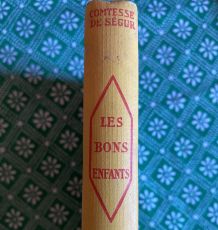 COMTESSE
DE SÉGUR
LES
BONS
ENFANTS